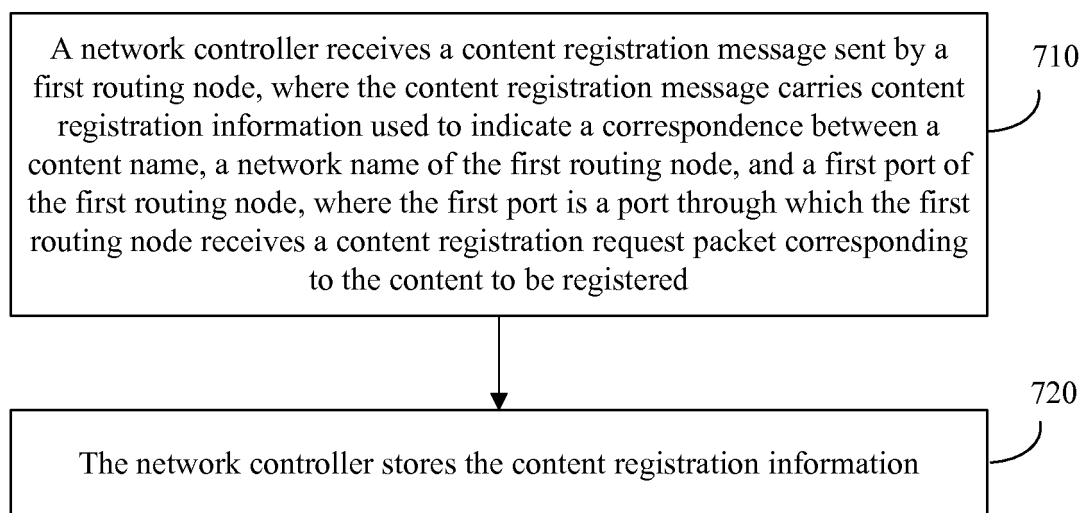 A network controller receives a content registration message sent by a
first routing node, where the content registration message carries content
registration information used to indicate a correspondence between a
content name, a network name of the first routing node, and a first port of
the first routing node, where the first port is a port through which the first
routing node receives a content registration request packet corresponding
to the content to be registered
710
The network controller stores the content registration information
720